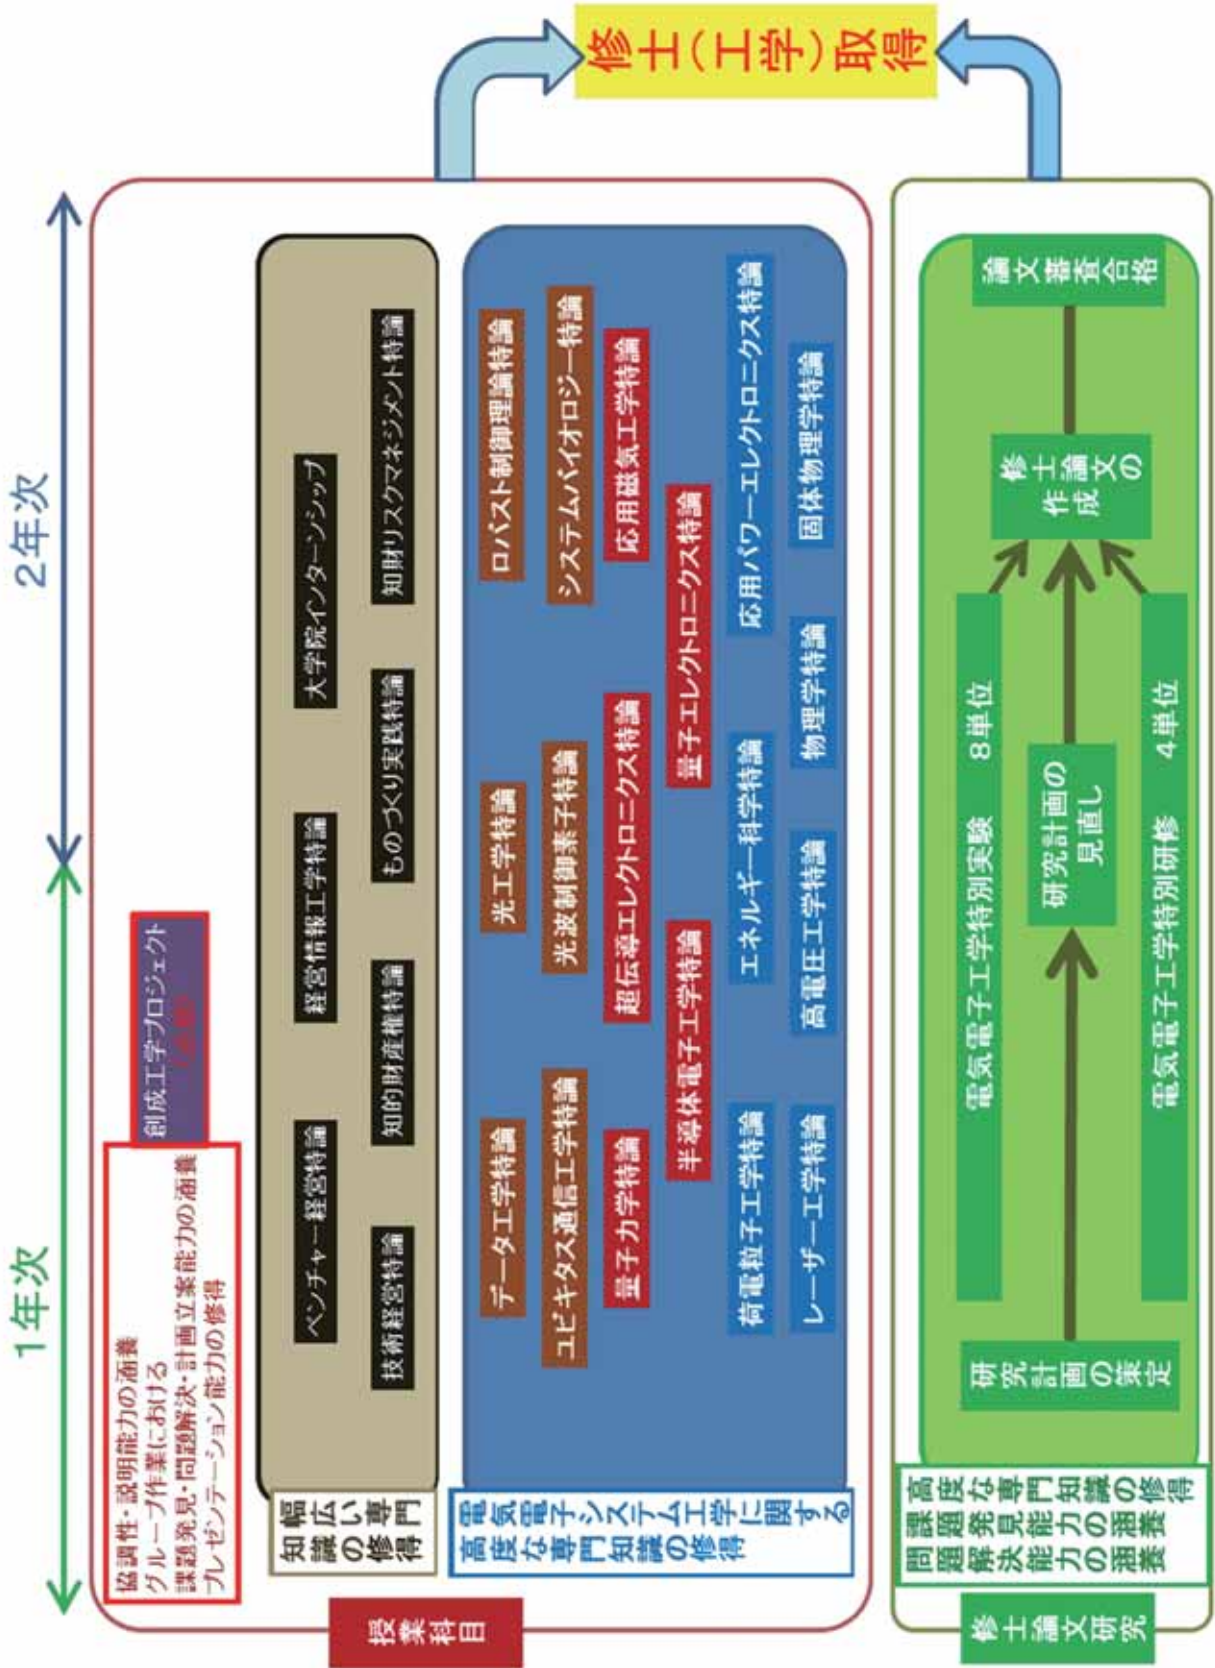 1年次
2年次
協調性・説明能力の涵養
グループ作業における
課題発見・問題解決・計画立案能力の涵養
プレゼンテーション能力の修得
創成工学プロジェクト
授業
科目
幅広い専門
知識の修得
ベンチャー経営特論
経営情報工学特論
大学院インターンシップ
技術経営特論
知的財産権特論
ものづくり実践特論
知財リスクマネジメント特論
電気電子システム工学に関する
高度な専門知識の修得
データ工学特論
光工学特論
ロバスト制御理論特論
ユビキタス通信工学特論
光波制御素子特論
システムバイオロジー特論
量子力学特論
超伝導エレクトロニクス特論
応用磁気工学特論
半導体電子工学特論
量子エレクトロニクス特論
荷電粒子工学特論
エネルギー科学特論
応用パワーエレクトロニクス特論
レーザー工学特論
高電圧工学特論
物理学特論
固体物理学特論
修士(工学)取得
修士論文研究
高度な専門知識の修得
課題発見能力の涵養
問題解決能力の涵養
研究計画の策定
電気電子工学特別実験 8単位
研究計画の
見直し
電気電子工学特別研修 4単位
修士論文の
作成
論文審査合格